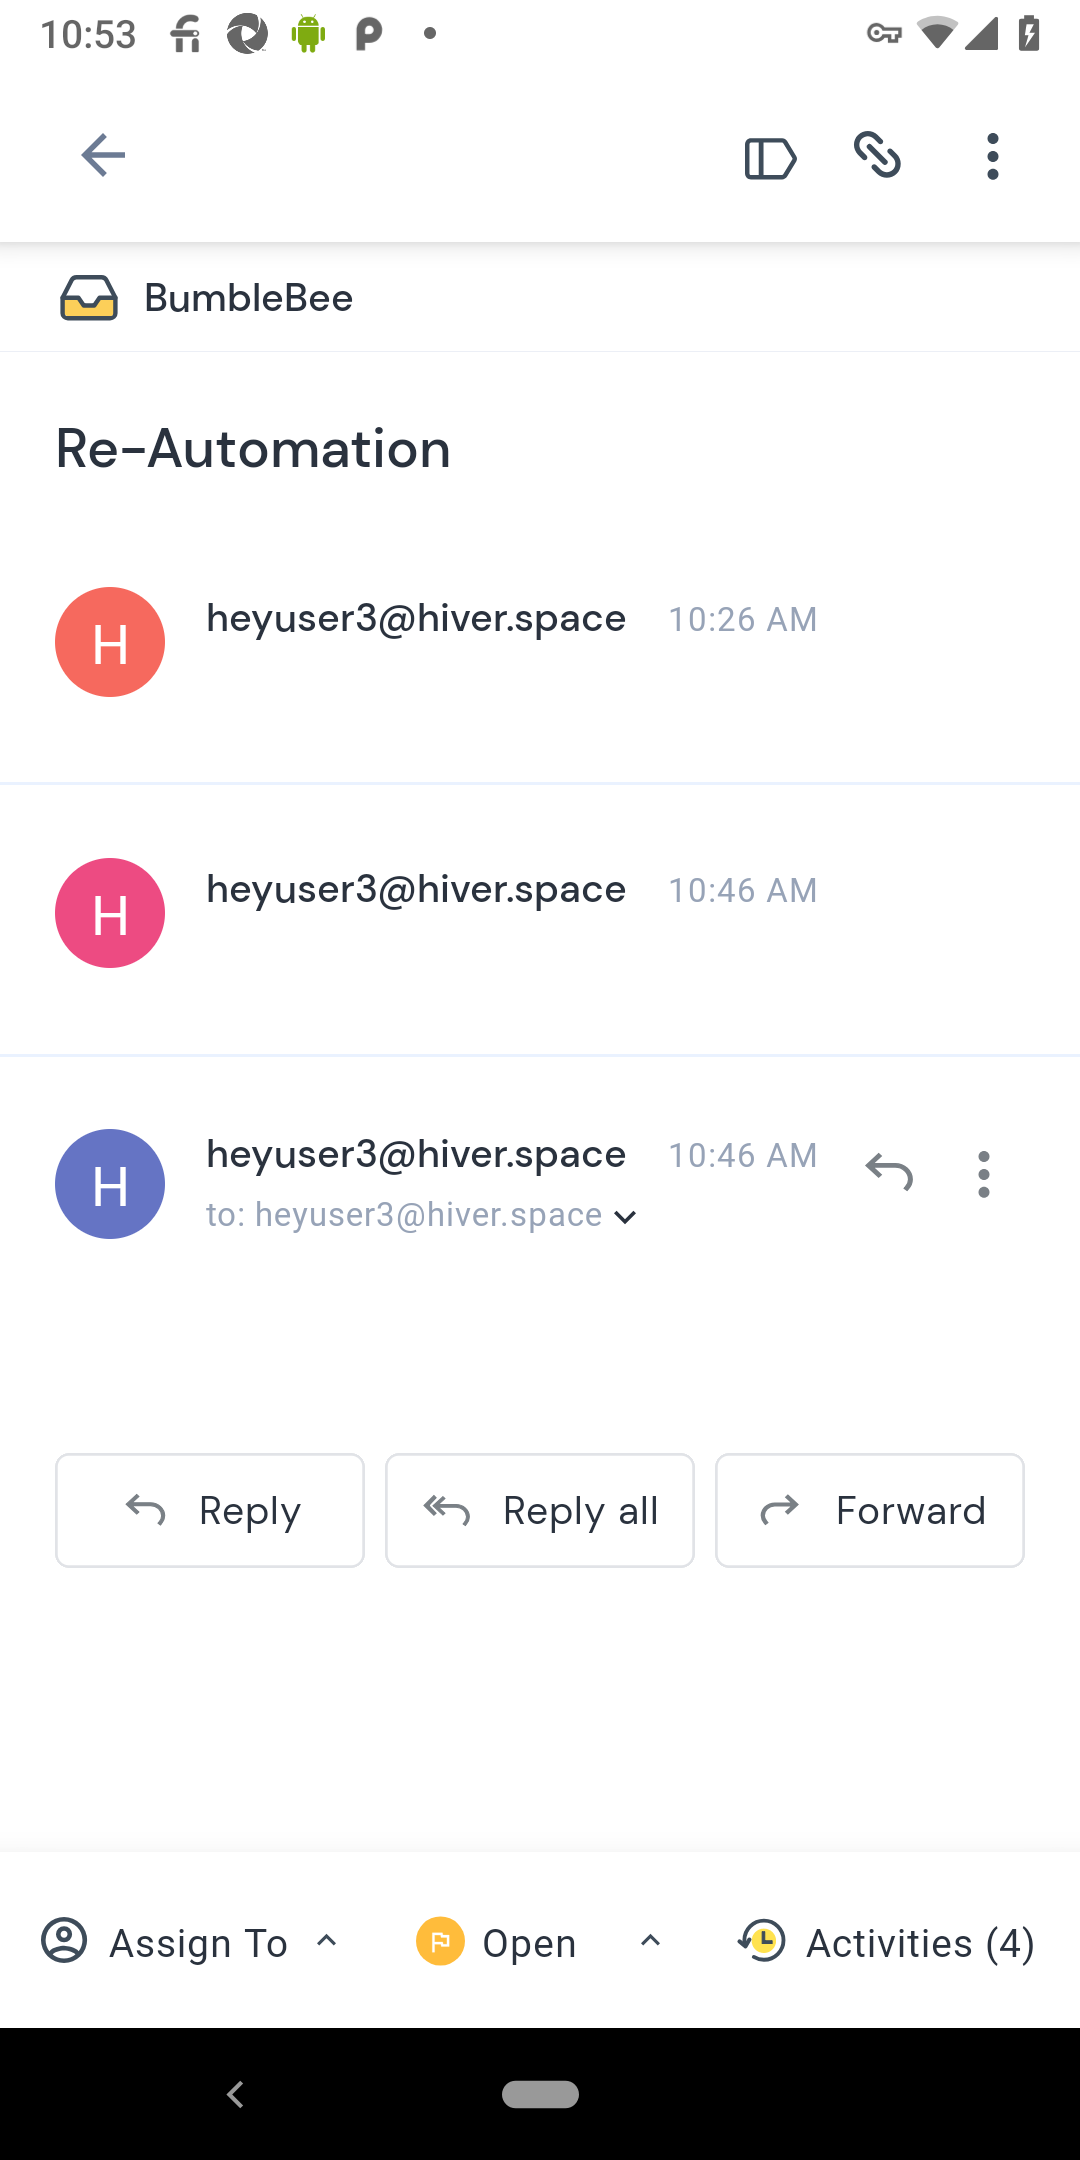 10:53
BumbleBee
Re-Automation
H heyuser3@hiver.space 10:26 AM
H heyuser3@hiver.space 10:46 AM
H heyuser3@hiver.space 10:46 AM
to: heyuser3@hiver.space
Reply Reply all Forward
Assign To Open Activities (4)